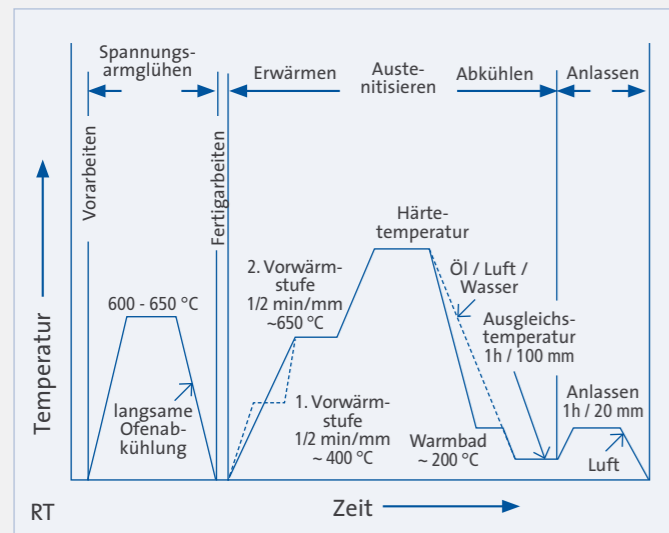 Spannungs-
armglühen
Erwärmen
Auste-
nitisieren
Abkühlen
Anlassen
Vorarbeiten
Fertigarbeiten
Temperatur
600 - 650 °C
langsame
Ofenab-
kühlung
2. Vorwärm-
stufe
1/2 min/mm
~650 °C
1. Vorwärm-
stufe
1/2 min/mm
~ 400 °C
Härte-
temperatur
Öl / Luft /
Wasser
Ausgleichs-
temperatur
1h / 100 mm
Warmbad
~ 200 °C
Anlassen
1h / 20 mm
Luft
RT
Zeit